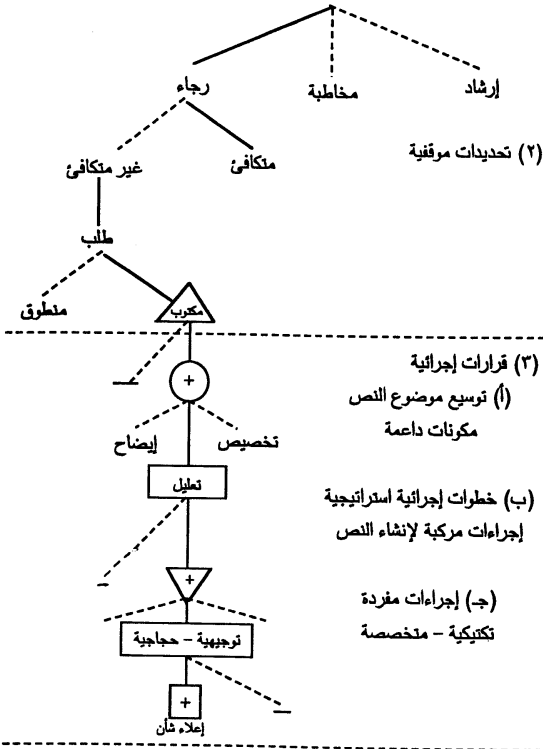 إرشاد
مخاطبة
رجاء
(٢) تحديدات موقفية
متكافئ
غير متكافئ
طلب
منطوق
مكتوب
(٣) قرارات إجرائية
(أ) توسيع موضوع النص
مكونات داعمة
+
تخصيص
إيضاح
تعليل
(ب) خطوات إجرائية استراتيجية
إجراءات مركبة لإنشاء النص
+
(جـ) إجراءات مفردة
تكتيكية – متخصصة
توجيهية – حجاجية
+
إعلاء شأن